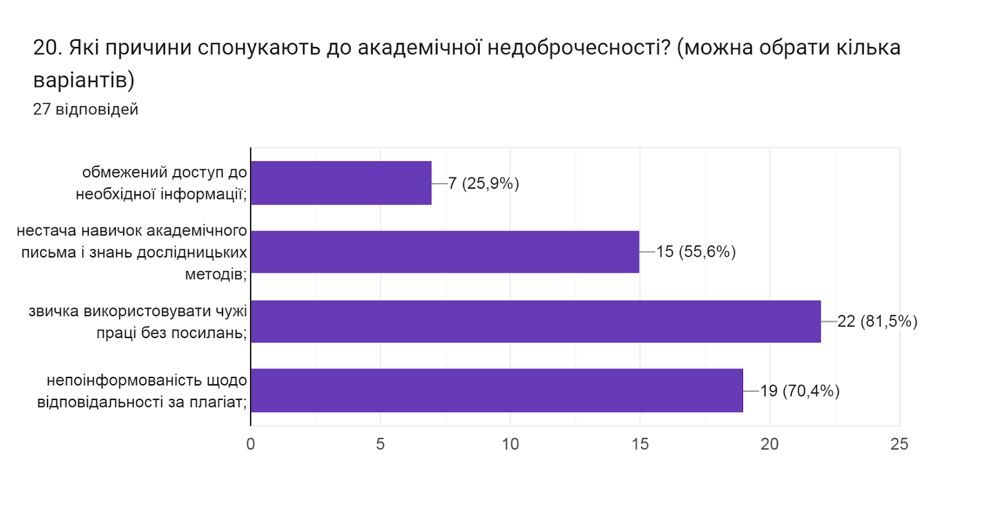 20. Які причини спонукають до академічної недоброчесності? (можна обрати кілька
варіантів)
27 відповідей
обмежений доступ до
необхідної інформації;
7 (25,9%)
нестача навичок академічного
письма і знань дослідницьких
методів;
15 (55,6%)
звичка використовувати чужі
праці без посилань;
22 (81,5%)
непоінформованість щодо
відповідальності за плагіат;
19 (70,4%)
0 5 10 15 20 25